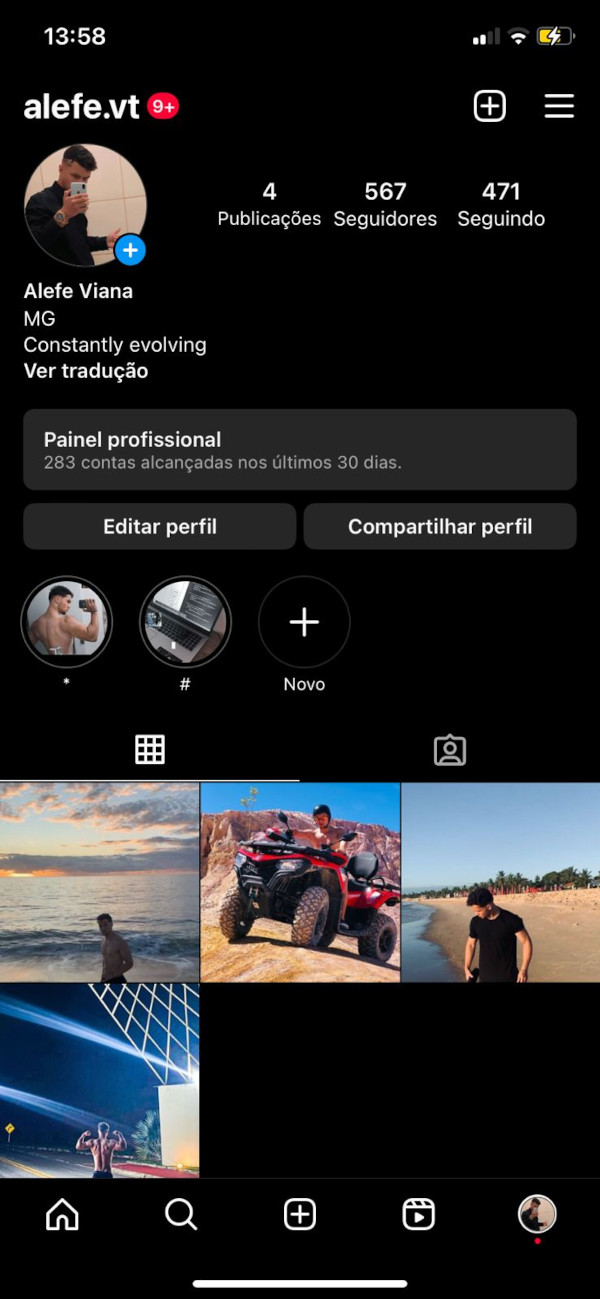 13:58
alefe.vt 9+
4 567 471
Publicações Seguidores Seguindo
Alefe Viana
MG
Constantly evolving
Ver tradução
Painel profissional
283 contas alcançadas nos últimos 30 dias.
Editar perfil Compartilhar perfil
* # Novo